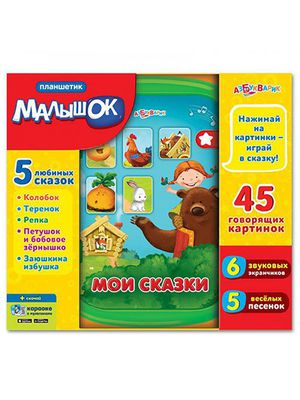 планшетик
МАЛЫШОК
5 любимых
сказок
• Колобок
• Теремок
• Репка
• Петушок
и бобовое
зёрнышко
• Заюшкина
избушка
+ скачай
караоке
АЗБУКВАРИК
МОИ СКАЗКИ
АЗБУКВАРИК
Нажимай
на
картинки –
играй
в сказку!
45
говорящих
картинок
6 звуковых
экранчиков
5 весёлых
песенок